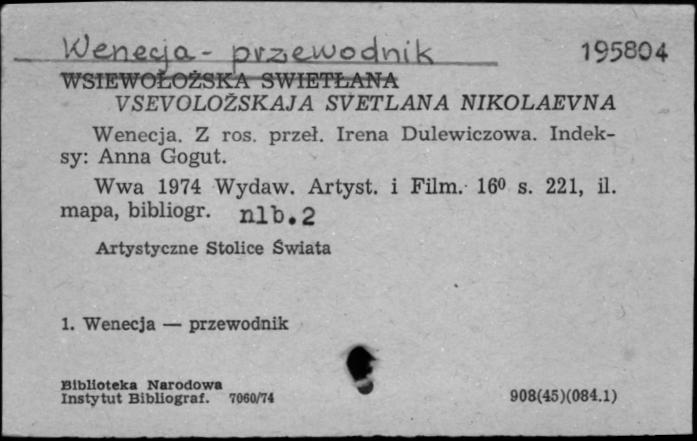 Wenecja - przewodnik 195804
WSIEWOŁOŻSKA SWIETŁANA
VSEVOLOŽSKAJA SVETLANA NIKOLAEVNA
Wenecja. Z ros. przeł. Irena Dulewiczowa. Indek-
sy: Anna Gogut.
Wwa 1974 Wydaw. Artyst. i Film. 16⁰ s. 221, il.
mapa, bibliogr. nlb.2
Artystyczne Stolice Świata
1. Wenecja — przewodnik
Biblioteka Narodowa
Instytut Bibliograf. 7060/74 908(45)(084.1)